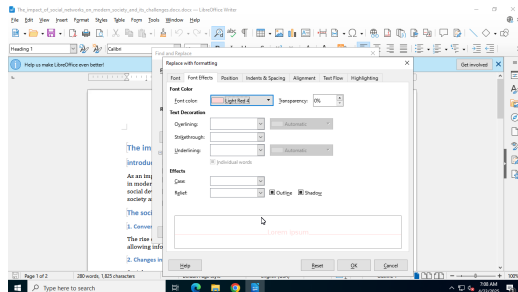 The_impact_of_social_networks_on_modern_society_and_its_challenges.docx.docx — LibreOffice Writer
File Edit View Insert Format Styles Table Form Tools Window Help
Heading 1
Calibri
Find and Replace
Help us make LibreOffice even better!
Get involved
Replace with formatting
Font Font Effects Position Indents & Spacing Alignment Text Flow Highlighting
Font Color
Font color: Light Red 4 Transparency: 0%
Text Decoration
Overlining: Automatic
Strikethrough:
Underlining: Automatic
Individual words
Effects
Case:
Relief: Outline Shadow
Lorem ipsum
Help Reset OK Cancel
The im
introdu
As an imp
in modern
social dev
society a
The soci
1. Conver
The rise o
allowing info
2. Changes in
Page 1 of 2 280 words, 1,825 characters
100%
Type here to search
7:08 AM